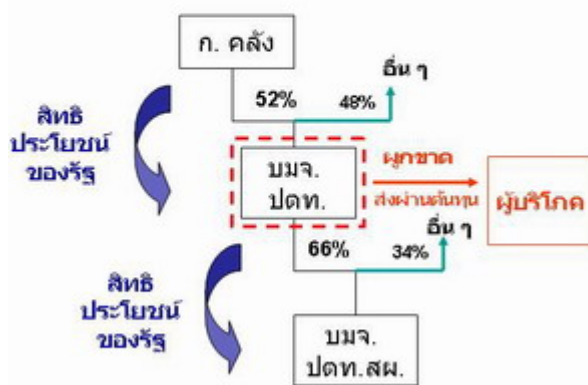 ก. คลัง
อื่น ๆ
52%
48%
สิทธิ
ประโยชน์
ของรัฐ
บมจ.
ปตท.
ผูกขาด
ส่งผ่านต้นทุน
ผู้บริโภค
อื่น ๆ
66%
34%
สิทธิ
ประโยชน์
ของรัฐ
บมจ.
ปตท.สผ.